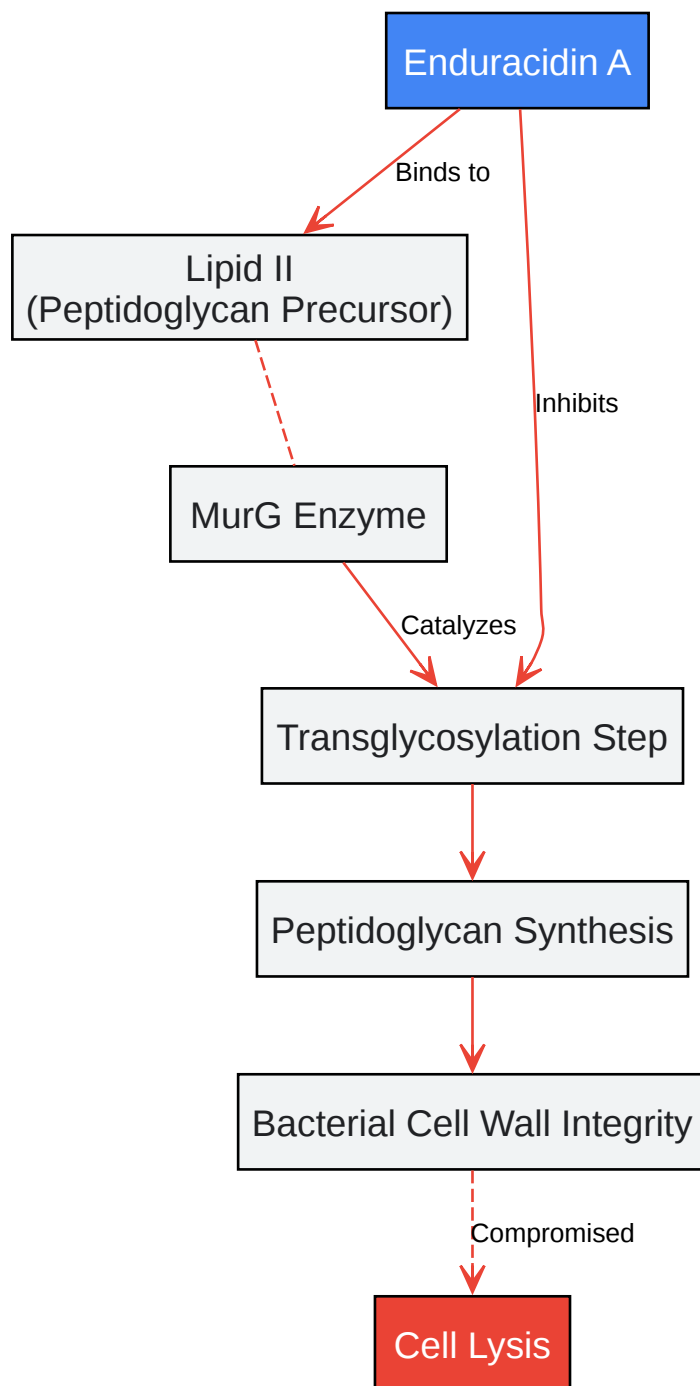 Enduracidin A
Binds to
Lipid II
(Peptidoglycan Precursor)
Inhibits
MurG Enzyme
Catalyzes
Transglycosylation Step
Peptidoglycan Synthesis
Bacterial Cell Wall Integrity
Compromised
Cell Lysis